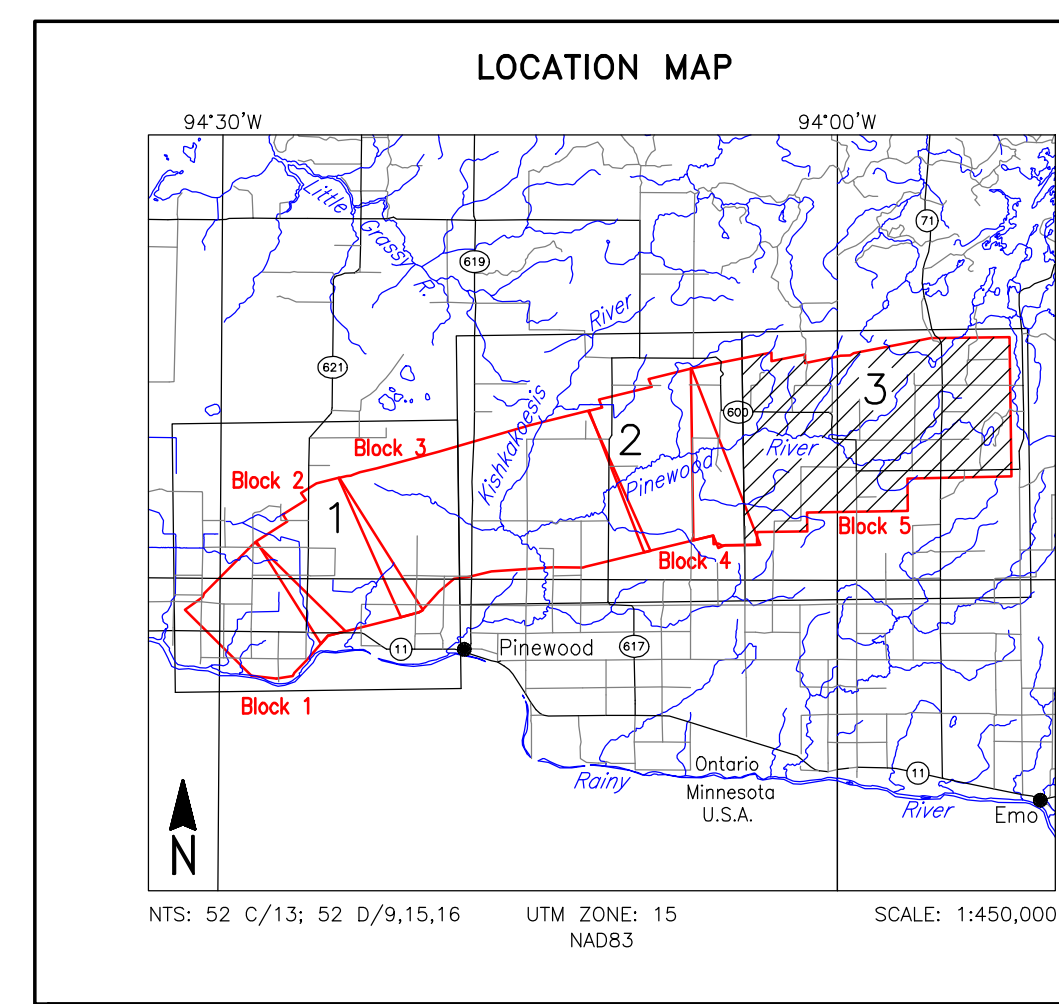 LOCATION MAP
94°30'W
94°00'W
Little
Grassy
R.
71
619
River
621
600
3
Kishkakoesis
Block 3
2
River
Pinewood
Block 2
1
Block 5
Block 4
11
Pinewood
617
Block 1
Ontario
Rainy
Minnesota
U.S.A.
11
River
Emo
N
NTS: 52 C/13; 52 D/9,15,16
UTM ZONE: 15
SCALE: 1:450,000
NAD83